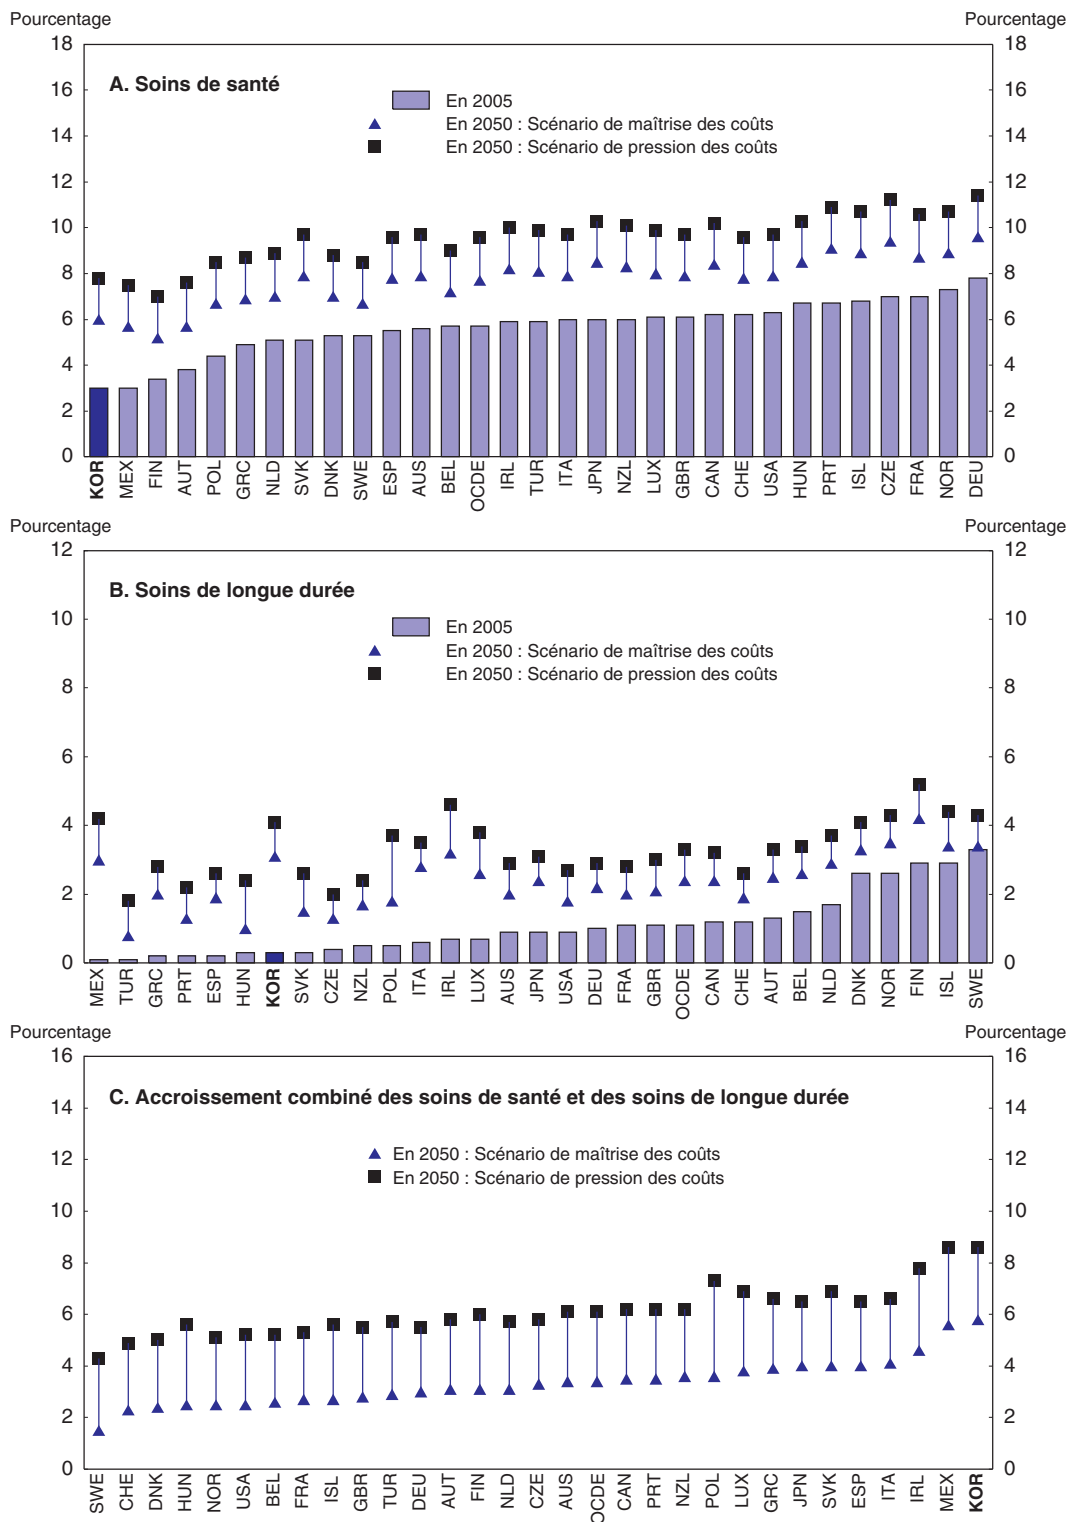 Pourcentage Pourcentage
18 18
16 16
A. Soins de santé
14 14
En 2005
En 2050 : Scénario de maîtrise des coûts
En 2050 : Scénario de pression des coûts
12 12
10 10
8 8
6 6
4 4
2 2
0 0
KOR MEX FIN AUT POL GRC NLD SVK DNK SWE ESP AUS BEL OCDE IRL TUR ITA JPN NZL LUX GBR CAN CHE USA HUN PRT ISL CZE FRA NOR DEU
Pourcentage Pourcentage
12 12
B. Soins de longue durée
10 10
En 2005
En 2050 : Scénario de maîtrise des coûts
En 2050 : Scénario de pression des coûts
8 8
6 6
4 4
2 2
0 0
MEX TUR GRC PRT ESP HUN KOR SVK CZE NZL POL ITA IRL LUX AUS JPN USA DEU FRA GBR OCDE CAN CHE AUT BEL NLD DNK NOR FIN ISL SWE
Pourcentage Pourcentage
16 16
C. Accroissement combiné des soins de santé et des soins de longue durée
14 14
En 2050 : Scénario de maîtrise des coûts
12 12
En 2050 : Scénario de pression des coûts
10 10
8 8
6 6
4 4
2 2
0 0
SWE CHE DNK HUN NOR USA BEL FRA ISL GBR TUR DEU AUT FIN NLD CZE AUS OCDE CAN PRT NZL POL LUX GRC JPN SVK ESP ITA IRL MEX KOR